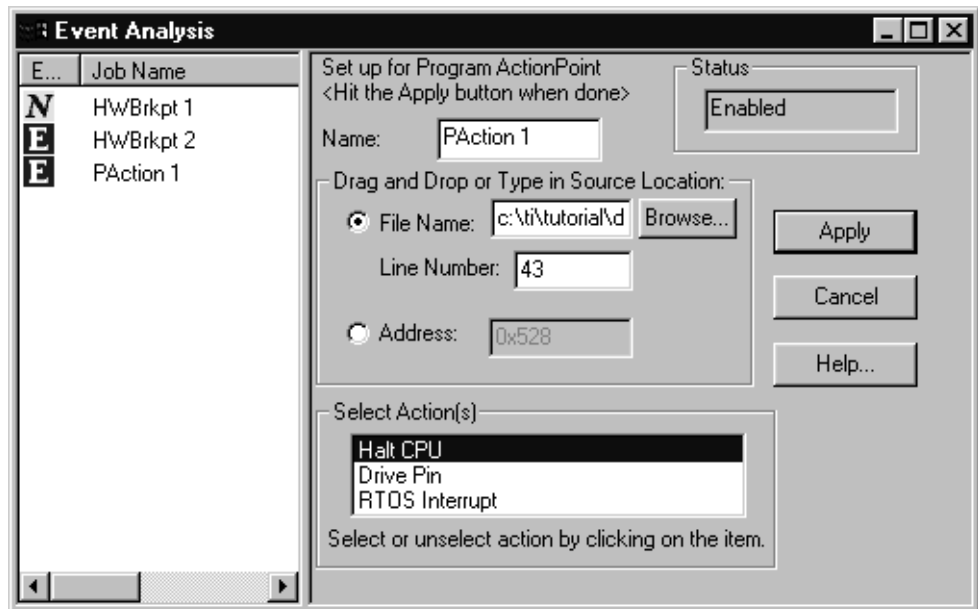 Event Analysis
E... Job Name
N HWBrkpt 1
E HWBrkpt 2
E PAction 1
Set up for Program ActionPoint
<Hit the Apply button when done>
Name: PAction 1
Status
Enabled
Drag and Drop or Type in Source Location:
File Name: c:\ti\tutorial\d Browse...
Line Number: 43
Address: 0x528
Apply
Cancel
Help...
Select Action(s)
Halt CPU
Drive Pin
RTOS Interrupt
Select or unselect action by clicking on the item.